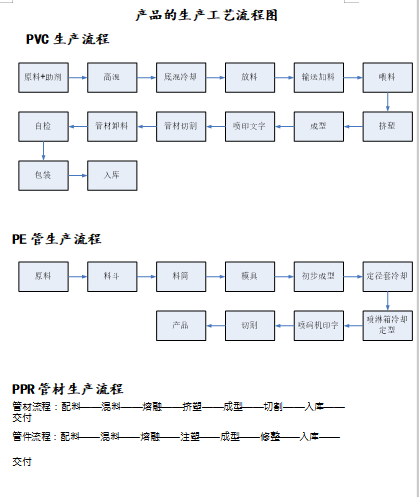 产品的生产工艺流程图
PVC 生产流程
原料+助剂 高混 底混冷却 放料 输送加料 喂料
自检 管材卸料 管材切割 喷印文字 成型 挤塑
包装 入库
PE 管生产流程
原料 料斗 料筒 模具 初步成型 定径套冷却
产品 切割 喷码机印字 喷淋箱冷却定型
PPR 管材生产流程
管材流程：配料——混料——熔融——挤塑——成型——切割——入库——
交付
管件流程：配料——混料——熔融——注塑——成型——修整——入库——
交付